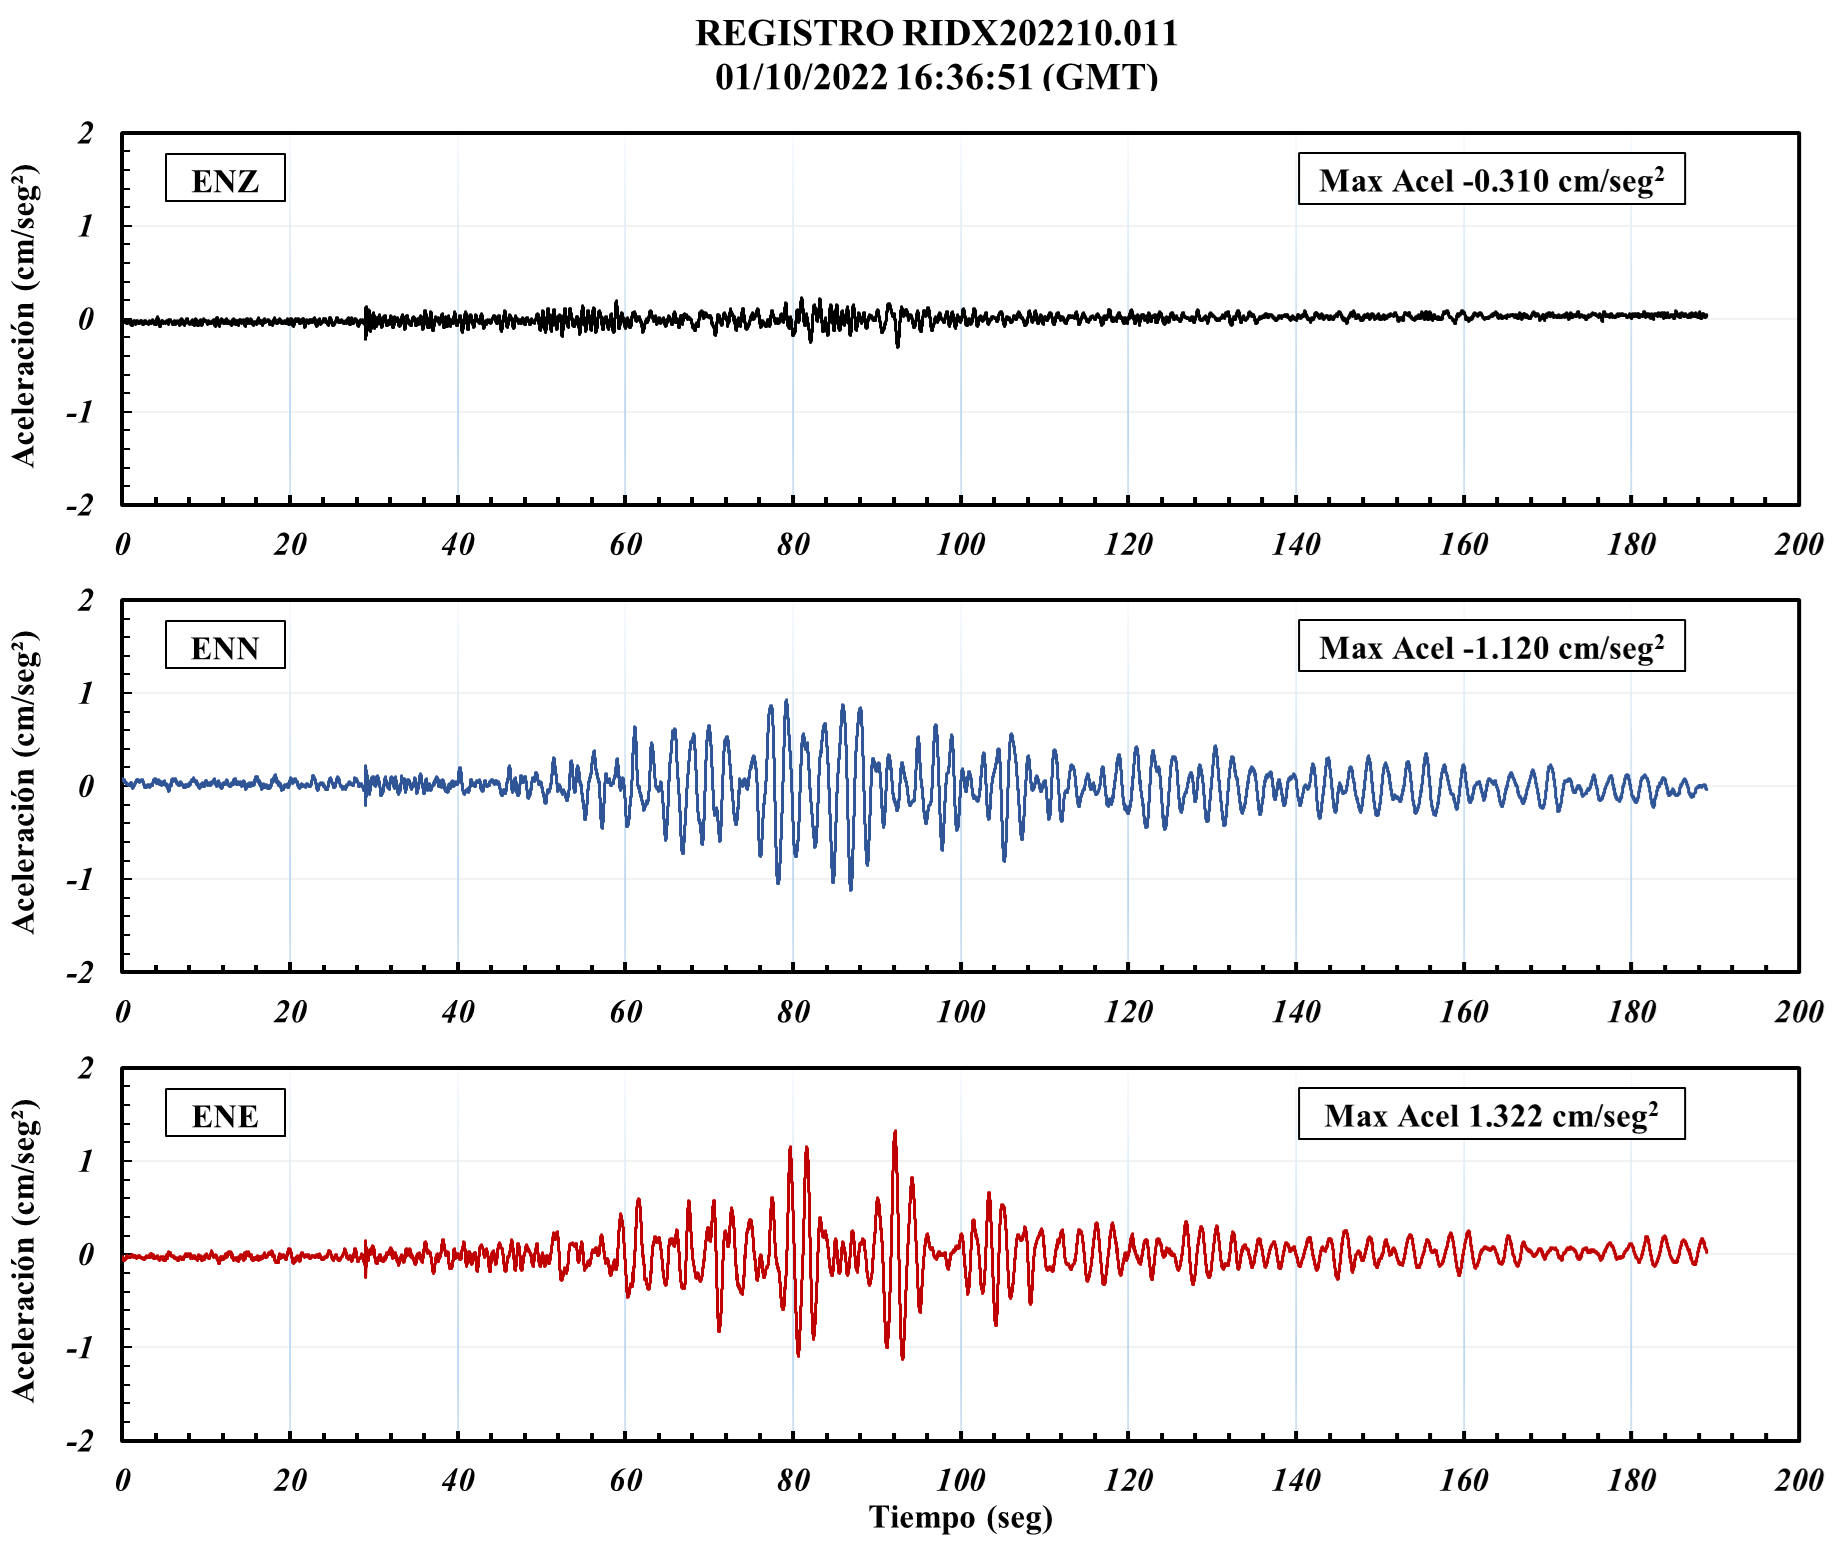 REGISTRO RIDX202210.011
01/10/2022 16:36:51 (GMT)
Aceleración (cm/seg²)
2
1
0
-1
-2
ENZ
Max Acel -0.310 cm/seg²
0 20 40 60 80 100 120 140 160 180 200
Aceleración (cm/seg²)
2
1
0
-1
-2
ENN
Max Acel -1.120 cm/seg²
0 20 40 60 80 100 120 140 160 180 200
Aceleración (cm/seg²)
2
1
0
-1
-2
ENE
Max Acel 1.322 cm/seg²
0 20 40 60 80 100 120 140 160 180 200
Tiempo (seg)